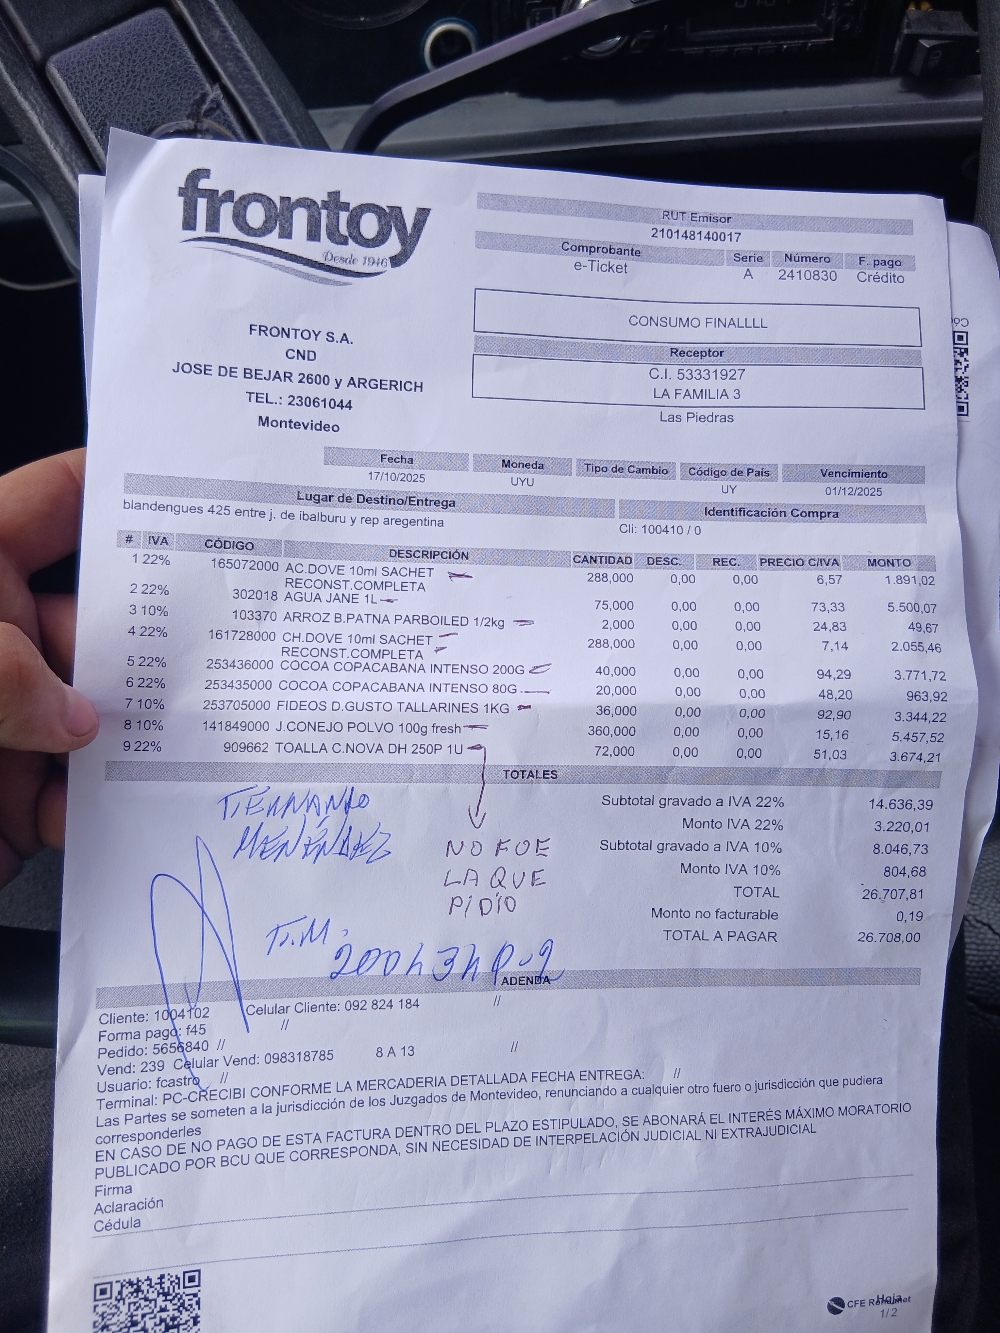 frontoy
Desde 1946
FRONTOY S.A.
CND
JOSE DE BEJAR 2600 y ARGERICH
TEL.: 23061044
Montevideo
RUT Emisor
210148140017
Comprobante Serie Número F. pago
e-Ticket A 2410830 Crédito
CONSUMO FINALLLL
Receptor
C.I. 53331927
LA FAMILIA 3
Las Piedras
Fecha Moneda Tipo de Cambio Código de País Vencimiento
17/10/2025 UYU UY 01/12/2025
Lugar de Destino/Entrega Identificación Compra
blandengues 425 entre j. de ibalburu y rep aregentina Cli: 100410 / 0
# IVA CÓDIGO DESCRIPCIÓN CANTIDAD DESC. REC. PRECIO C/IVA MONTO
1 22% 165072000 AC.DOVE 10ml SACHET 288,000 0,00 0,00 6,57 1.891,02
RECONST.COMPLETA
2 22% 302018 AGUA JANE 1L 75,000 0,00 0,00 73,33 5.500,07
3 10% 103370 ARROZ B.PATNA PARBOILED 1/2kg 2,000 0,00 0,00 24,83 49,67
4 22% 161728000 CH.DOVE 10ml SACHET 288,000 0,00 0,00 7,14 2.055,46
RECONST.COMPLETA
5 22% 253436000 COCOA COPACABANA INTENSO 200G 40,000 0,00 0,00 94,29 3.771,72
6 22% 253435000 COCOA COPACABANA INTENSO 80G 20,000 0,00 0,00 48,20 963,92
7 10% 253705000 FIDEOS D.GUSTO TALLARINES 1KG 36,000 0,00 0,00 92,90 3.344,22
8 10% 141849000 J.CONEJO POLVO 100g fresh 360,000 0,00 0,00 15,16 5.457,52
9 22% 909662 TOALLA C.NOVA DH 250P 1U 72,000 0,00 0,00 51,03 3.674,21
TOTALES
Subtotal gravado a IVA 22% 14.636,39
Monto IVA 22% 3.220,01
Subtotal gravado a IVA 10% 8.046,73
Monto IVA 10% 804,68
TOTAL 26.707,81
Monto no facturable 0,19
TOTAL A PAGAR 26.708,00
FERNANDO
MENÉNDEZ
NO FOE
LA QUE
PIDIO
F.M.
ADENDA
Cliente: 1004102 Celular Cliente: 092 824 184 //
Forma pago: f45 //
Pedido: 5656840 //
Vend: 239 Celular Vend: 098318785 8 A 13 //
Usuario: fcastro //
Terminal: PC-CRECIBI CONFORME LA MERCADERIA DETALLADA FECHA ENTREGA: //
Las Partes se someten a la jurisdicción de los Juzgados de Montevideo, renunciando a cualquier otro fuero o jurisdicción que pudiera
corresponderles
EN CASO DE NO PAGO DE ESTA FACTURA DENTRO DEL PLAZO ESTIPULADO, SE ABONARÁ EL INTERÉS MÁXIMO MORATORIO
PUBLICADO POR BCU QUE CORRESPONDA, SIN NECESIDAD DE INTERPELACIÓN JUDICIAL NI EXTRAJUDICIAL
Firma
Aclaración
Cédula
CFE
Hoja
1/2